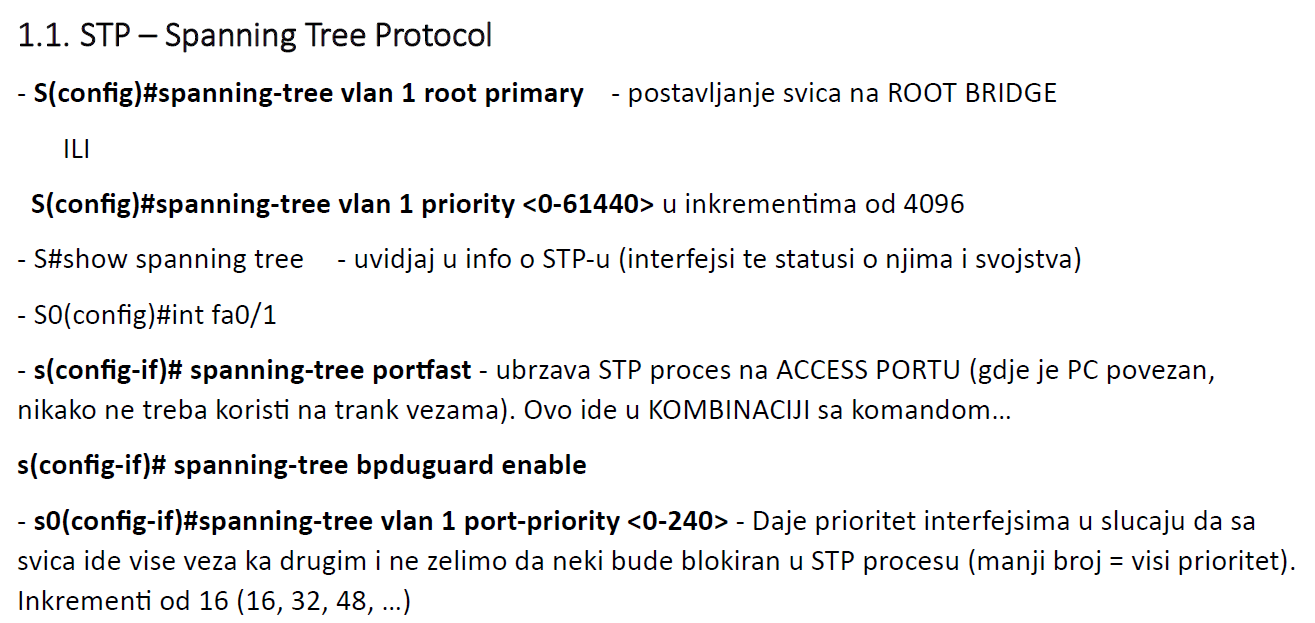 1.1. STP – Spanning Tree Protocol
- S(config)#spanning-tree vlan 1 root primary - postavljanje svica na ROOT BRIDGE
ILI
S(config)#spanning-tree vlan 1 priority <0-61440> u inkrementima od 4096
- S#show spanning tree - uvidjaj u info o STP-u (interfejsi te statusi o njima i svojstva)
- S0(config)#int fa0/1
- s(config-if)# spanning-tree portfast - ubrzava STP proces na ACCESS PORTU (gdje je PC povezan,
nikako ne treba koristi na trank vezama). Ovo ide u KOMBINACIJI sa komandom…
s(config-if)# spanning-tree bpduguard enable
- s0(config-if)#spanning-tree vlan 1 port-priority <0-240> - Daje prioritet interfejsima u slucaju da sa
svica ide vise veza ka drugim i ne zelimo da neki bude blokiran u STP procesu (manji broj = visi prioritet).
Inkrementi od 16 (16, 32, 48, …)